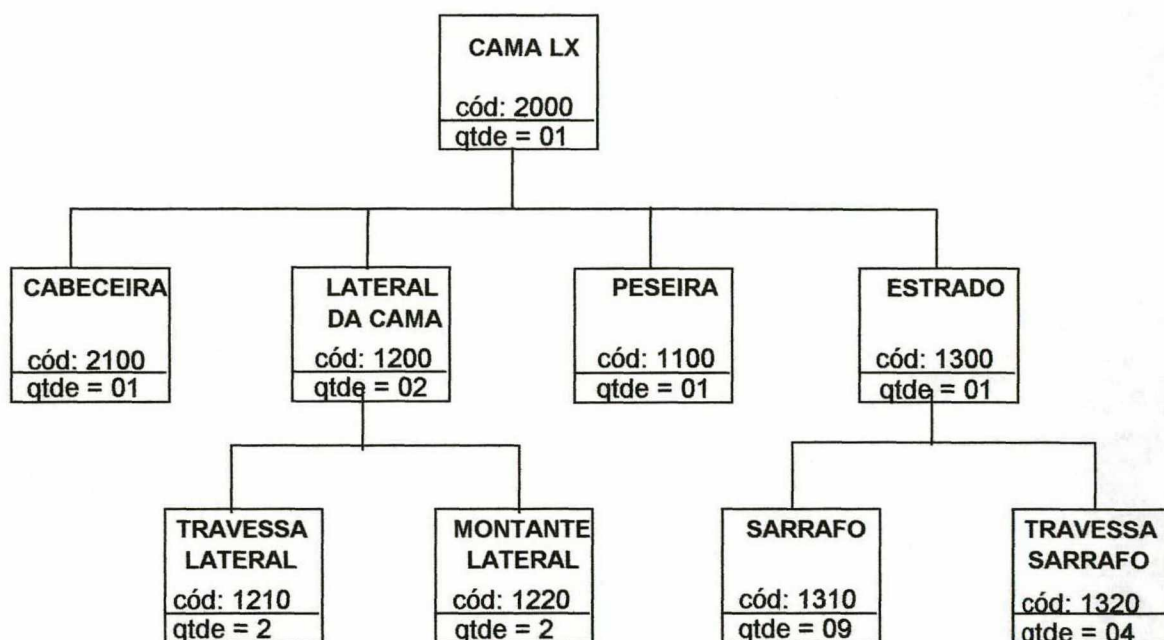 CAMA LX
cód: 2000
qtde = 01
CABECEIRA
cód: 2100
qtde = 01
LATERAL
DA CAMA
cód: 1200
qtde = 02
PESEIRA
cód: 1100
qtde = 01
ESTRADO
cód: 1300
qtde = 01
TRAVESSA
LATERAL
cód: 1210
qtde = 2
MONTANTE
LATERAL
cód: 1220
qtde = 2
SARRAFO
cód: 1310
qtde = 09
TRAVESSA
SARRAFO
cód: 1320
qtde = 04